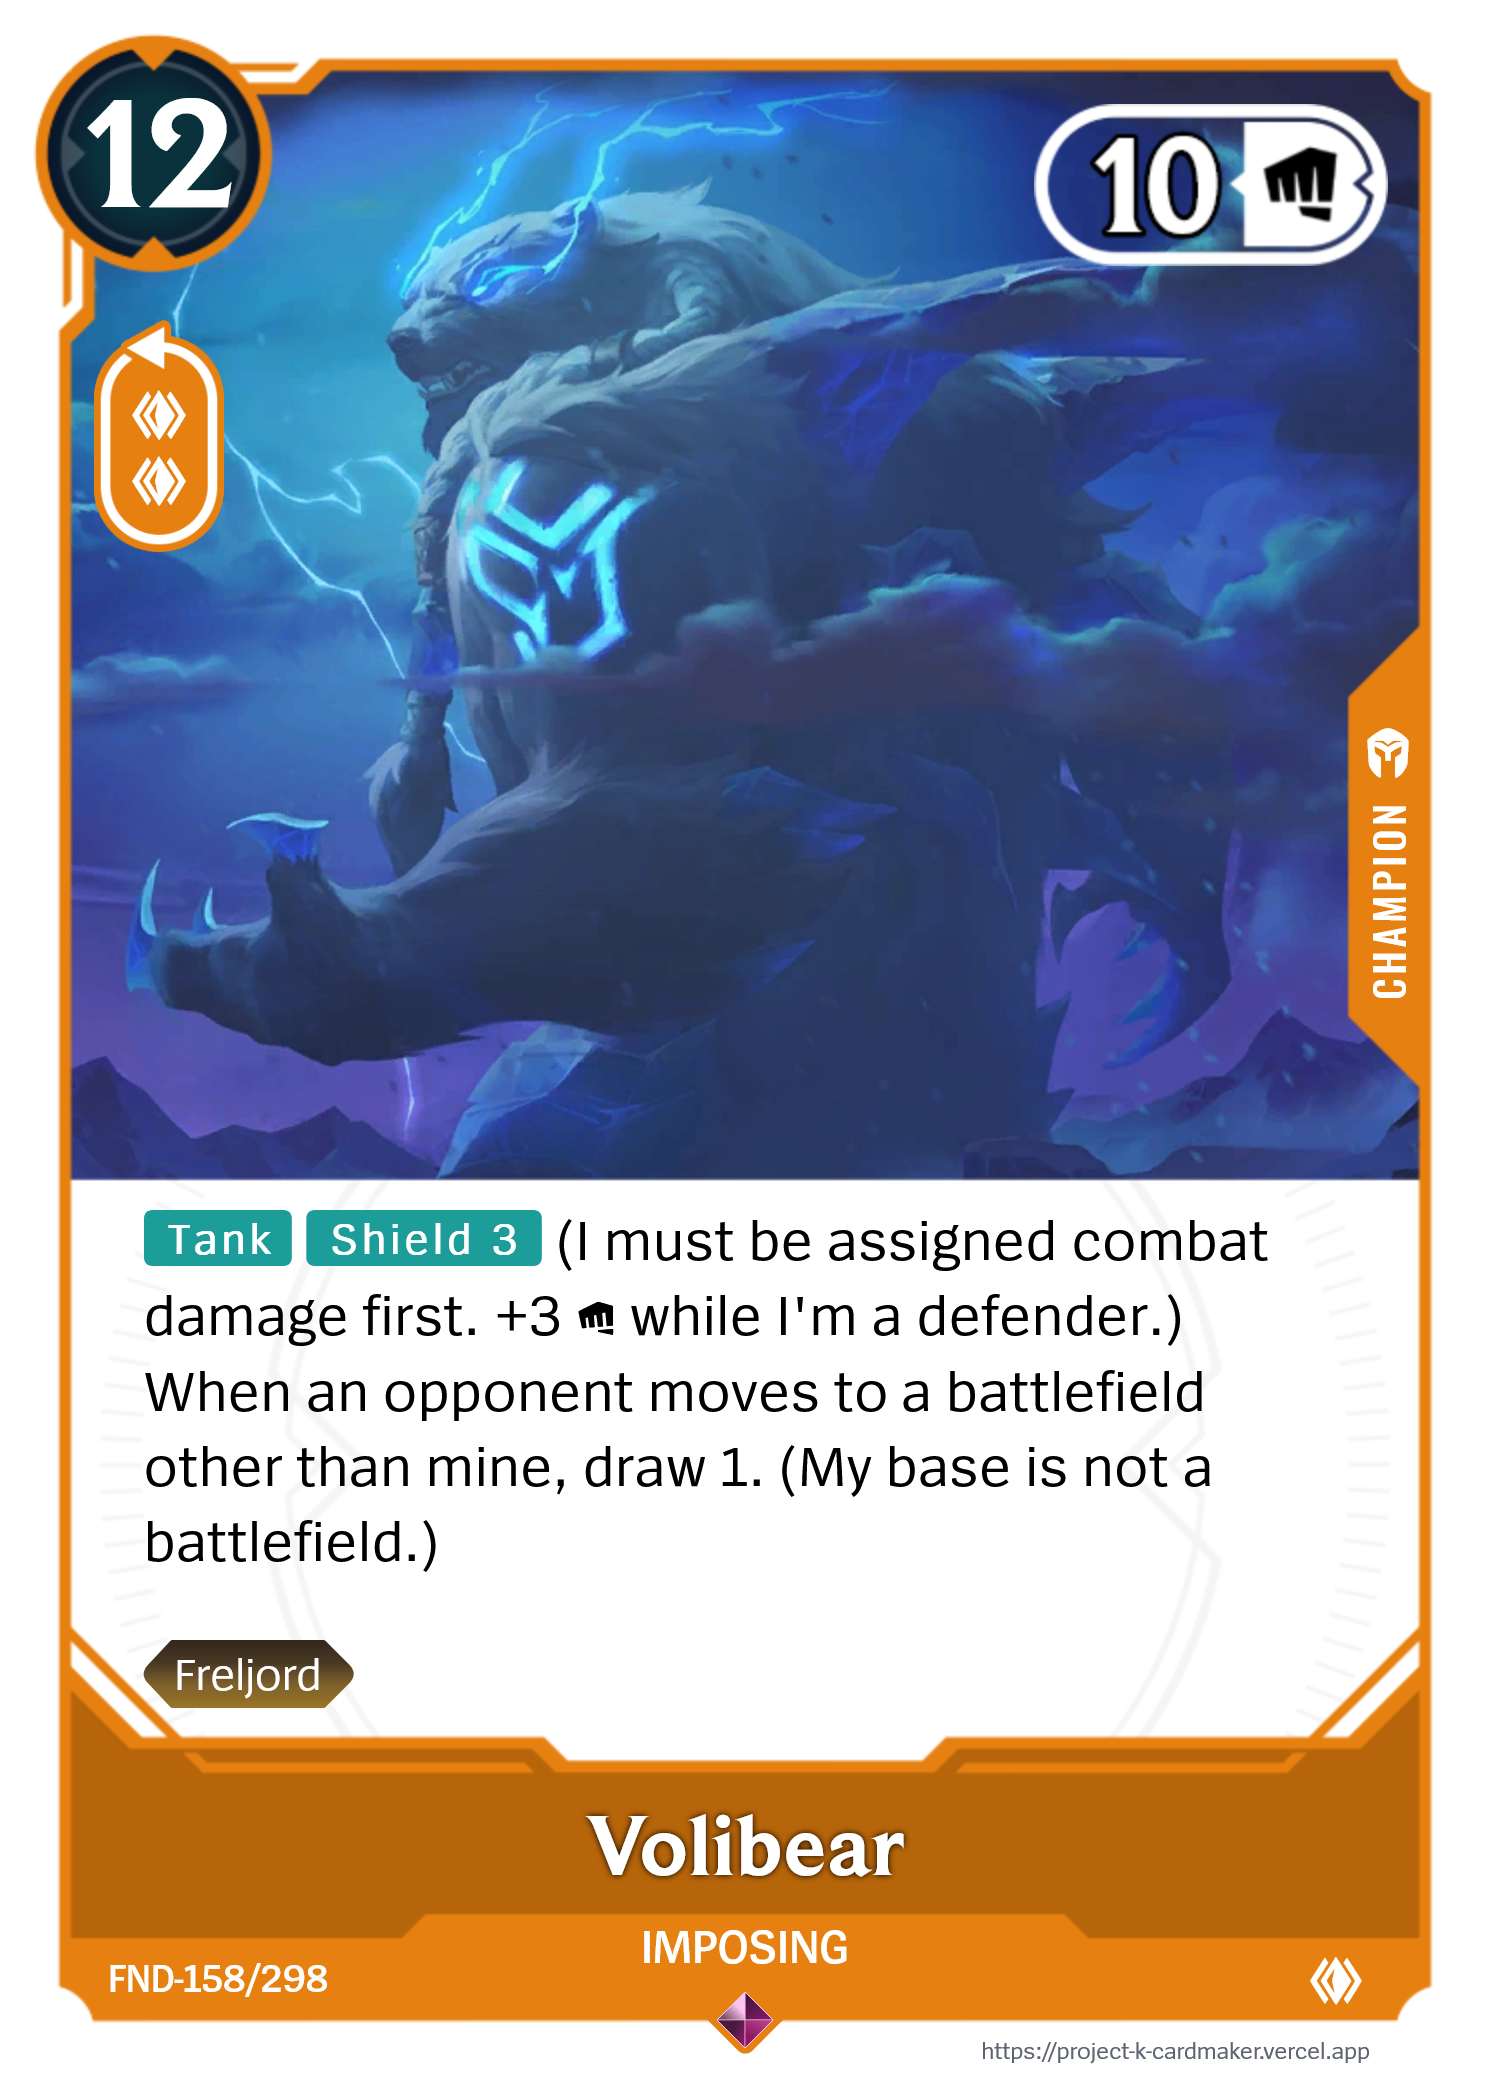 12
10
CHAMPION
Tank Shield 3 (I must be assigned combat
damage first. +3 while I'm a defender.)
When an opponent moves to a battlefield
other than mine, draw 1. (My base is not a
battlefield.)
Freljord
Volibear
IMPOSING
FND-158/298
https://project-k-cardmaker.vercel.app